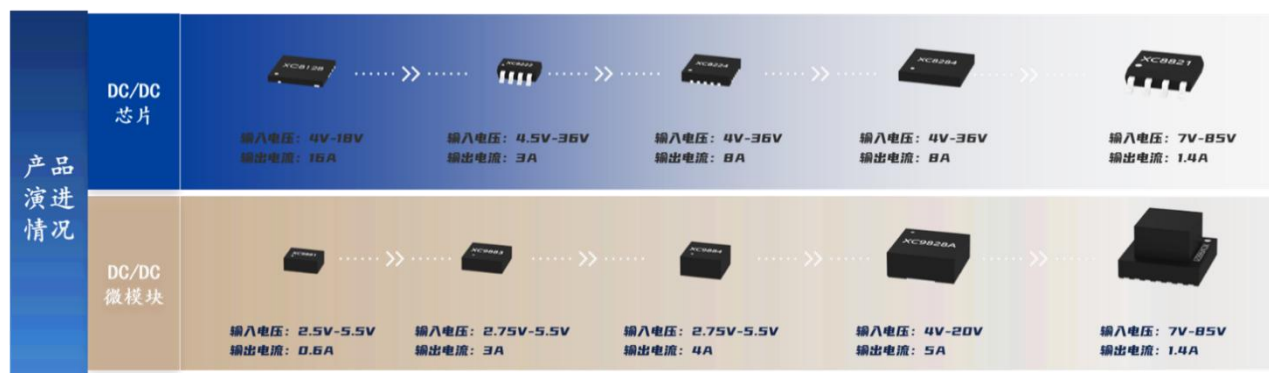 产品
演进
情况
DC/DC
芯片
XC8128
XC8222
XC8224
XC8284
XC8821
输入电压：4V-18V
输出电流：16A
输入电压：4.5V-36V
输出电流：3A
输入电压：4V-36V
输出电流：8A
输入电压：4V-36V
输出电流：8A
输入电压：7V-85V
输出电流：1.4A
DC/DC
微模块
XC9883
XC9884
XC9828A
输入电压：2.5V-5.5V
输出电流：0.6A
输入电压：2.75V-5.5V
输出电流：3A
输入电压：2.75V-5.5V
输出电流：4A
输入电压：4V-20V
输出电流：5A
输入电压：7V-85V
输出电流：1.4A